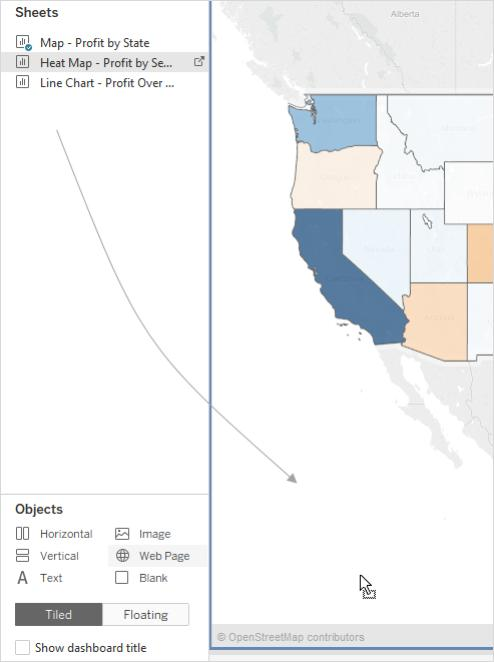 Sheets
Map - Profit by State
Heat Map - Profit by Se...
Line Chart - Profit Over ...
Alberta
Objects
Horizontal
Image
Vertical
Web Page
A Text
Blank
Tiled
Floating
Show dashboard title
© OpenStreetMap contributors